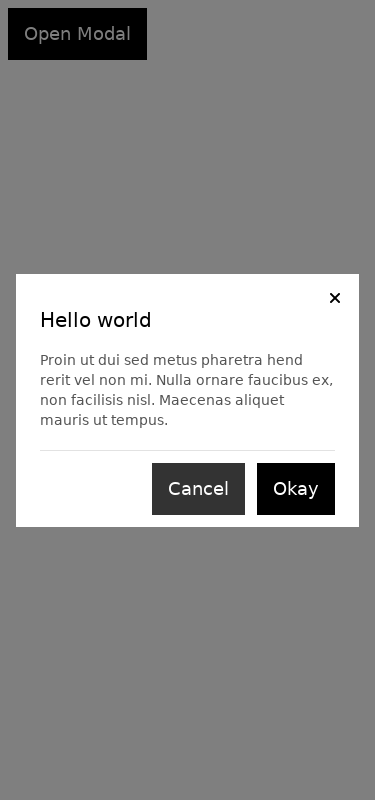 Open Modal
Hello world
Proin ut dui sed metus pharetra hend
rerit vel non mi. Nulla ornare faucibus ex,
non facilisis nisl. Maecenas aliquet
mauris ut tempus.
Cancel Okay